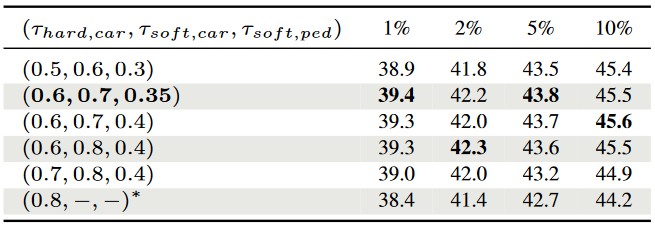 (τhard,car, τsoft,car, τsoft,ped) 1% 2% 5% 10%
(0.5, 0.6, 0.3) 38.9 41.8 43.5 45.4
(0.6, 0.7, 0.35) 39.4 42.2 43.8 45.5
(0.6, 0.7, 0.4) 39.3 42.0 43.7 45.6
(0.6, 0.8, 0.4) 39.3 42.3 43.6 45.5
(0.7, 0.8, 0.4) 39.0 42.0 43.2 44.9
(0.8, −, −)* 38.4 41.4 42.7 44.2